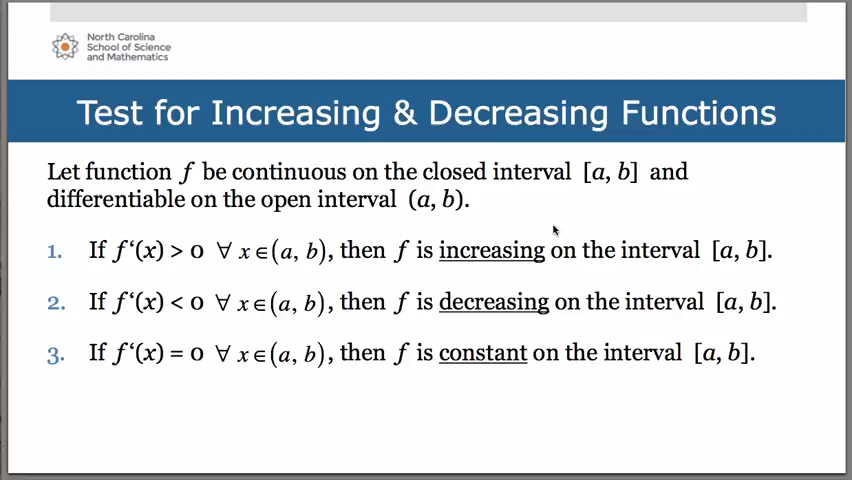 North Carolina
School of Science
and Mathematics
Test for Increasing & Decreasing Functions
Let function f be continuous on the closed interval [a, b] and
differentiable on the open interval (a, b).
1. If f‘(x) > 0 ∀ x∈(a, b), then f is increasing on the interval [a, b].
2. If f‘(x) < 0 ∀ x∈(a, b), then f is decreasing on the interval [a, b].
3. If f‘(x) = 0 ∀ x∈(a, b), then f is constant on the interval [a, b].